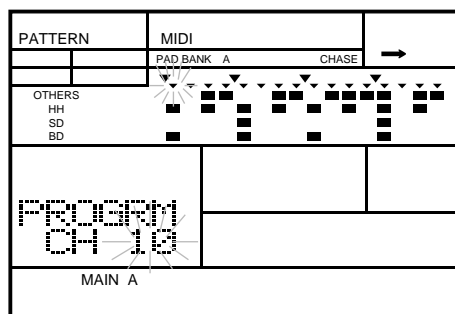 PATTERN MIDI
PAD BANK A CHASE
OTHERS
HH
SD
BD
PROGRM
CH 10
MAIN A